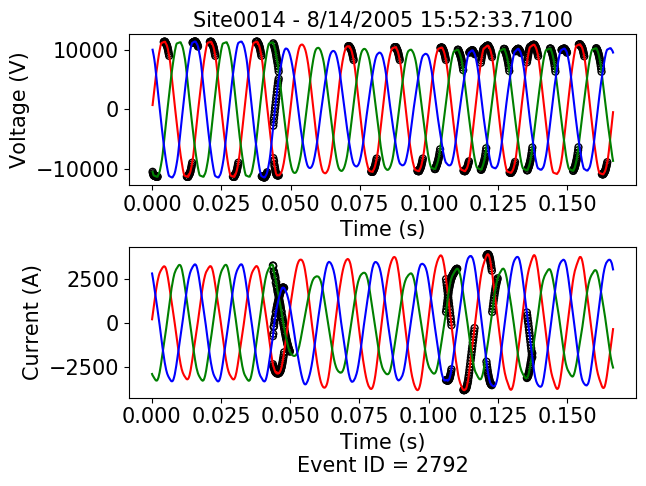 Site0014 - 8/14/2005 15:52:33.7100
10000
0
−10000
Voltage (V)
0.000 0.025 0.050 0.075 0.100 0.125 0.150
Time (s)
2500
0
−2500
Current (A)
0.000 0.025 0.050 0.075 0.100 0.125 0.150
Time (s)
Event ID = 2792